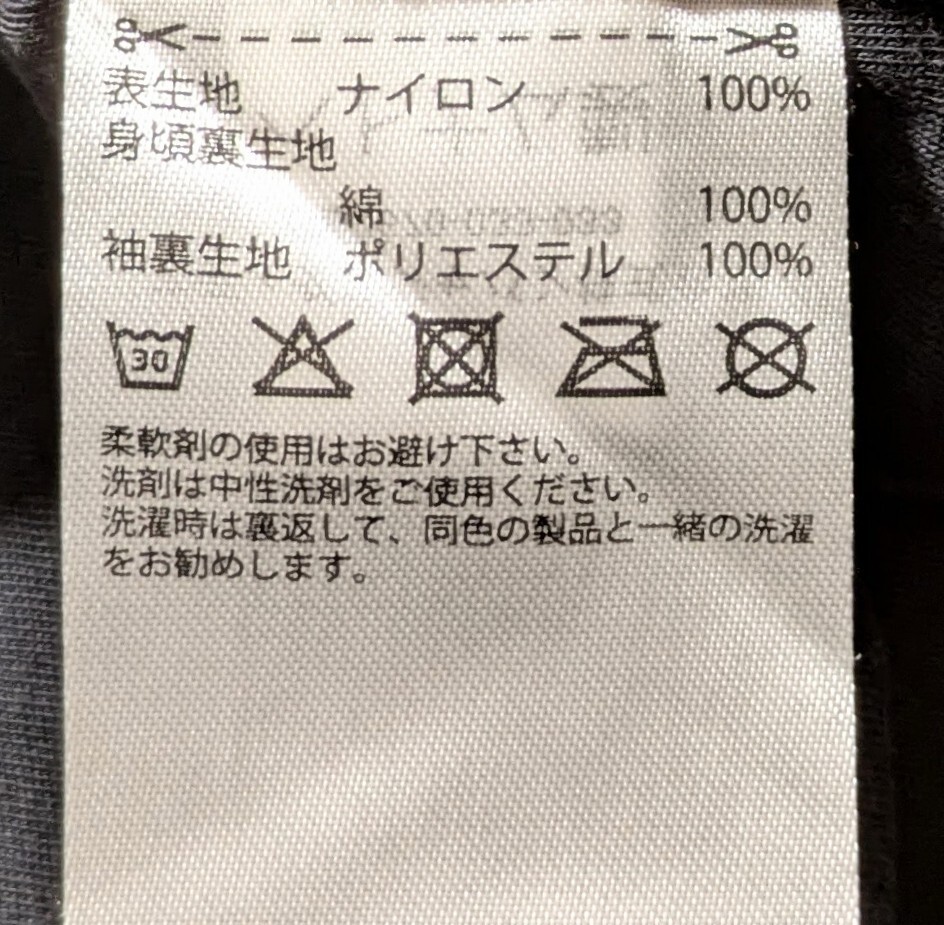 表生地 ナイロン 100%
身頃裏生地
綿 100%
袖裏生地 ポリエステル 100%
30
柔軟剤の使用はお避け下さい。
洗剤は中性洗剤をご使用ください。
洗濯時は裏返して、同色の製品と一緒の洗濯
をお勧めします。